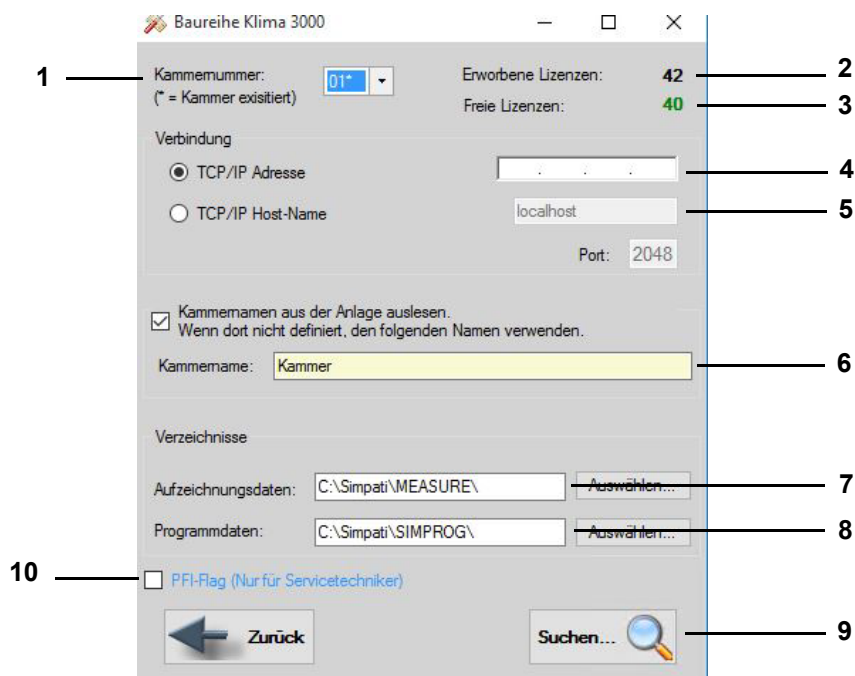 Baureihe Klima 3000
1
Kammernummer:
(* = Kammer exisitiert)
01*
Erworbene Lizenzen: 42
2
Freie Lizenzen: 40
3
Verbindung
TCP/IP Adresse . . .
4
TCP/IP Host-Name localhost
5
Port: 2048
Kammernamen aus der Anlage auslesen.
Wenn dort nicht definiert, den folgenden Namen verwenden.
Kammername: Kammer
6
Verzeichnisse
Aufzeichnungsdaten: C:\Simpati\MEASURE\ Auswählen...
7
Programmdaten: C:\Simpati\SIMPROG\ Auswählen...
8
10
PFI-Flag (Nur für Servicetechniker)
Zurück
Suchen...
9